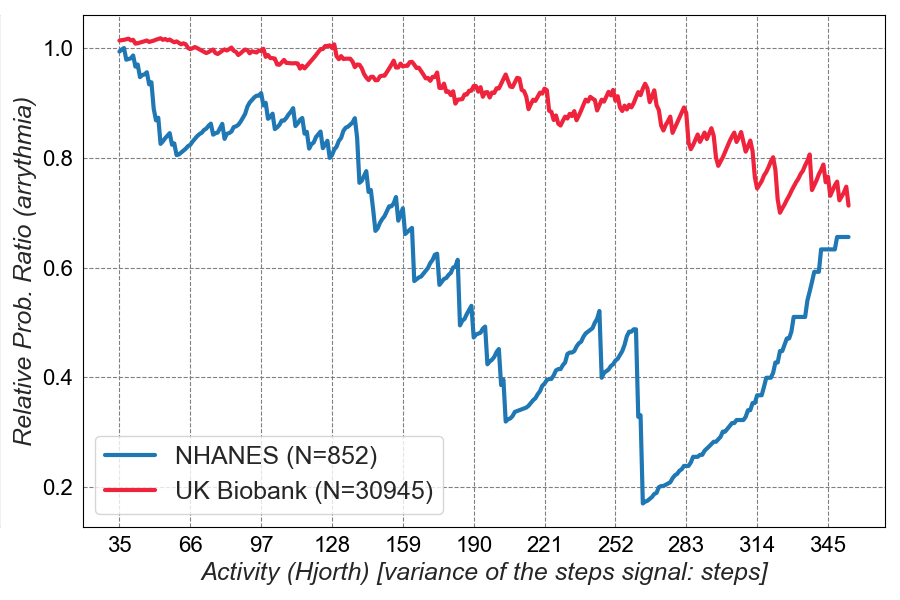 Relative Prob. Ratio (arrythmia)
1.0
0.8
0.6
0.4
0.2
NHANES (N=852)
UK Biobank (N=30945)
35 66 97 128 159 190 221 252 283 314 345
Activity (Hjorth) [variance of the steps signal: steps]